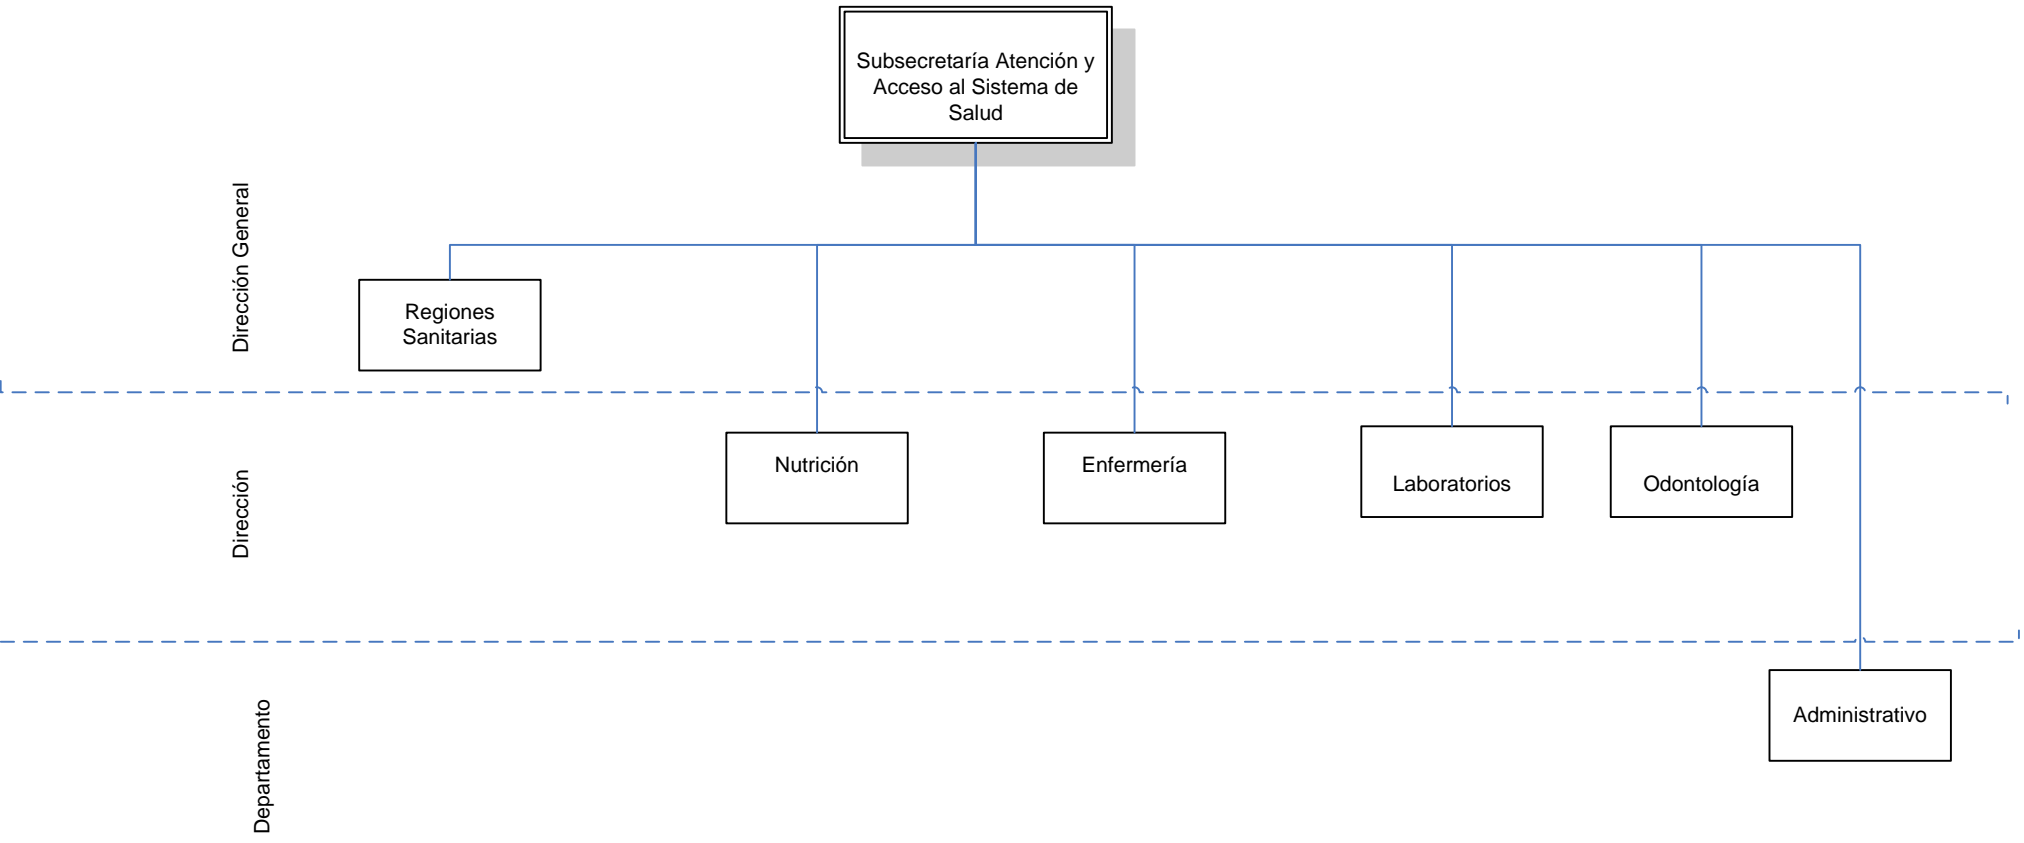 Subsecretaría Atención y
Acceso al Sistema de
Salud
Dirección General
Regiones
Sanitarias
Dirección
Nutrición
Enfermería
Laboratorios
Odontología
Departamento
Administrativo